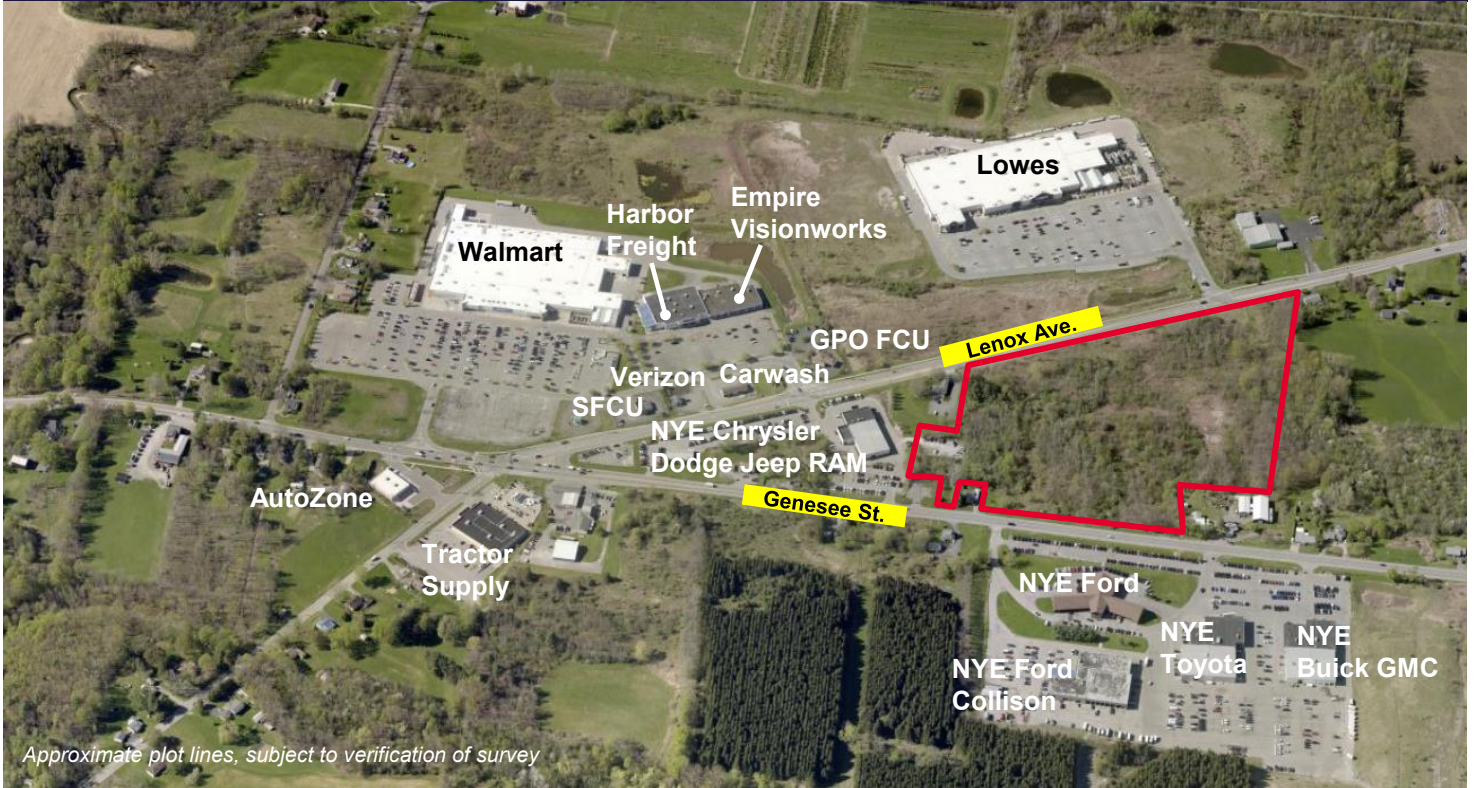 Lowes
Empire
Visionworks
Harbor
Freight
Walmart
GPO FCU
Lenox Ave.
Verizon
Carwash
SFCU
NYE Chrysler
Dodge Jeep RAM
AutoZone
Genesee St.
Tractor
Supply
NYE Ford
NYE
Toyota
NYE
Buick GMC
NYE Ford
Collison
Approximate plot lines, subject to verification of survey